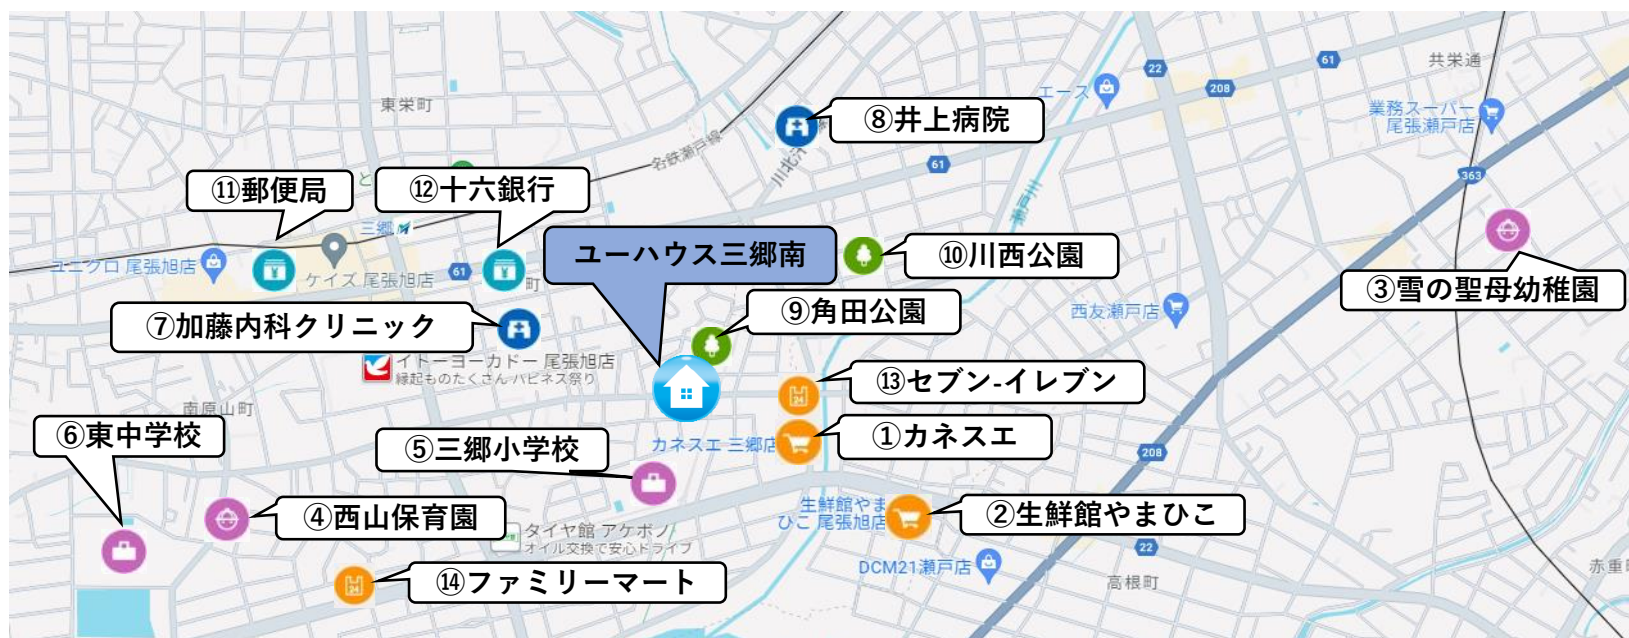 共栄通
61
22
208
エース
業務スーパー
尾張瀬戸店
東栄町
⑧井上病院
名鉄瀬戸線
61
363
⑪郵便局
⑫十六銀行
三郷
ユーハウス三郷南
⑩川西公園
ユニクロ 尾張旭店
ケイズ 尾張旭店
61
町
③雪の聖母幼稚園
⑦加藤内科クリニック
⑨角田公園
西友瀬戸店
イトーヨーカドー 尾張旭店
縁起ものたくさん ハピネス祭り
⑬セブン-イレブン
24
南原山町
⑥東中学校
⑤三郷小学校
カネスエ 三郷店
①カネスエ
208
④西山保育園
生鮮館やま
ひこ 尾張旭店
②生鮮館やまひこ
タイヤ館 アケボノ
オイル交換で安心ドライブ
22
DCM21瀬戸店
高根町
赤重
24
⑭ファミリーマート